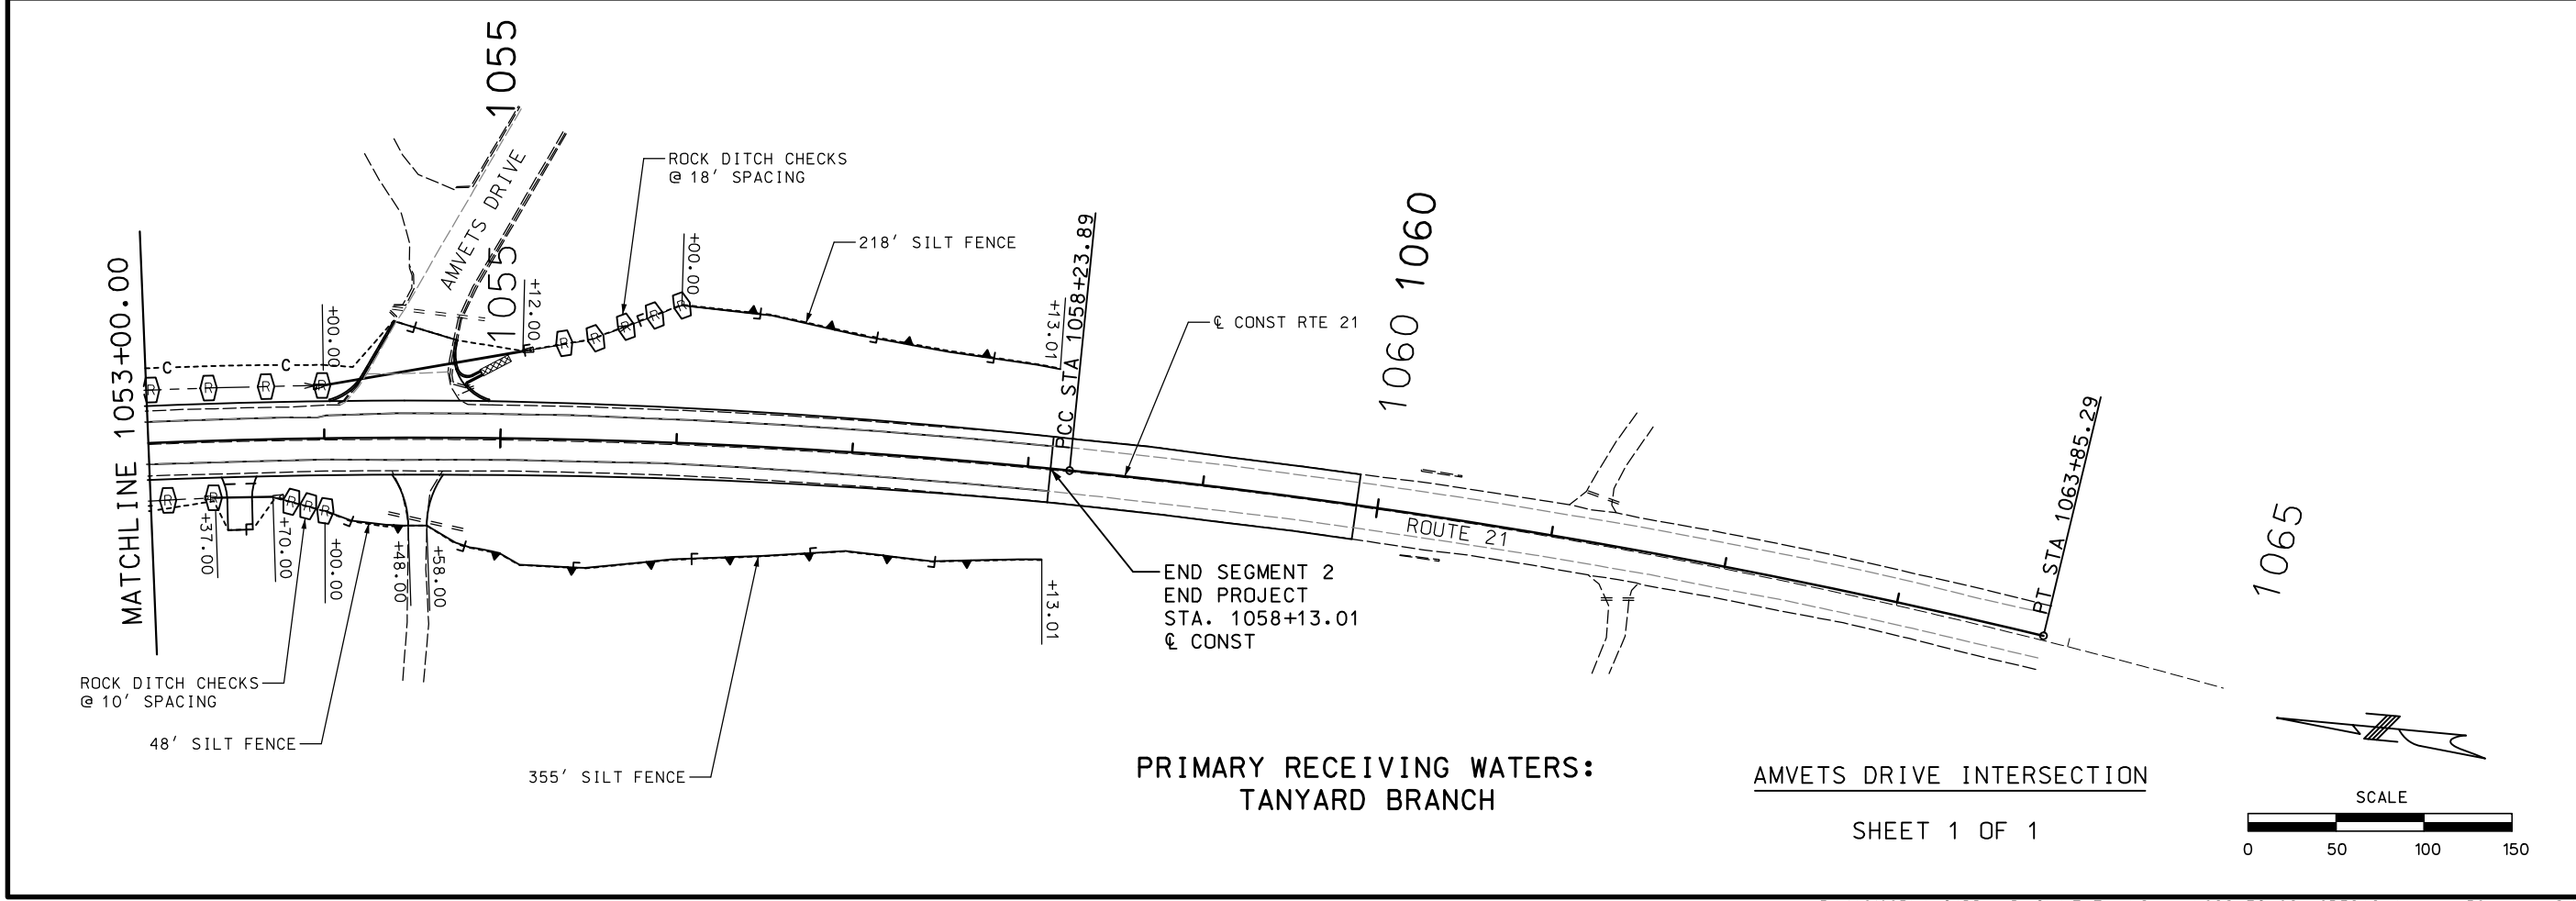 1055
AMVETS DRIVE
1055
ROCK DITCH CHECKS
@ 18' SPACING
218' SILT FENCE
MATCHLINE 1053+00.00
C
C
+00.00
+12.00
+00.00
+13.01
PCC STA 1058+23.89
℄ CONST RTE 21
1060
1060
R
R
R
R
R
R
R
R
R
F
F
ROUTE 21
PT STA 1063+85.29
1065
R
R
R
R
R
F
+37.00
+70.00
+00.00
+48.00
+58.00
+13.01
END SEGMENT 2
END PROJECT
STA. 1058+13.01
℄ CONST
ROCK DITCH CHECKS
@ 10' SPACING
48' SILT FENCE
355' SILT FENCE
PRIMARY RECEIVING WATERS:
TANYARD BRANCH
AMVETS DRIVE INTERSECTION
SHEET 1 OF 1
SCALE
0 50 100 150